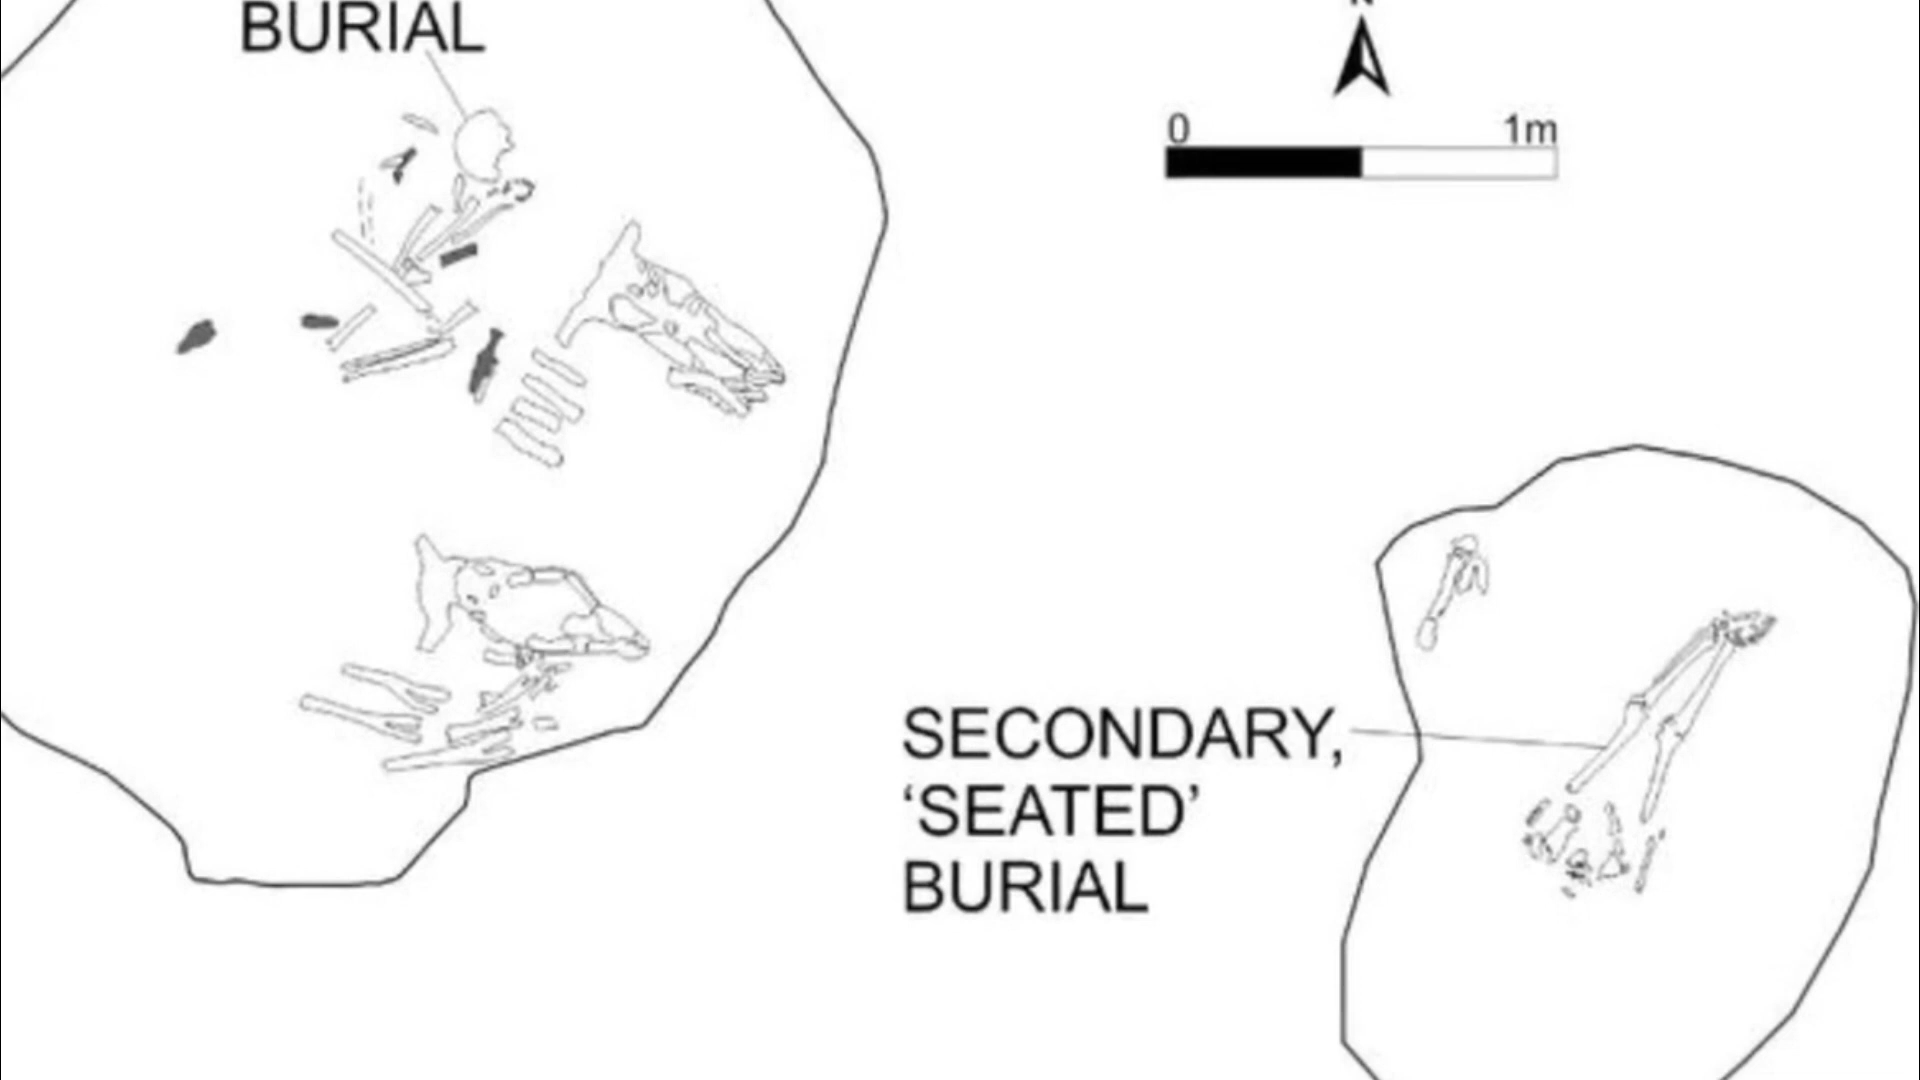 BURIAL
N
0 1m
SECONDARY,
‘SEATED’
BURIAL